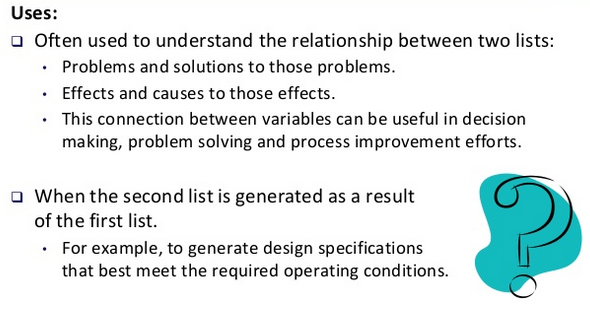 Uses:
❑ Often used to understand the relationship between two lists:
• Problems and solutions to those problems.
• Effects and causes to those effects.
• This connection between variables can be useful in decision
making, problem solving and process improvement efforts.
❑ When the second list is generated as a result
of the first list.
• For example, to generate design specifications
that best meet the required operating conditions.
?